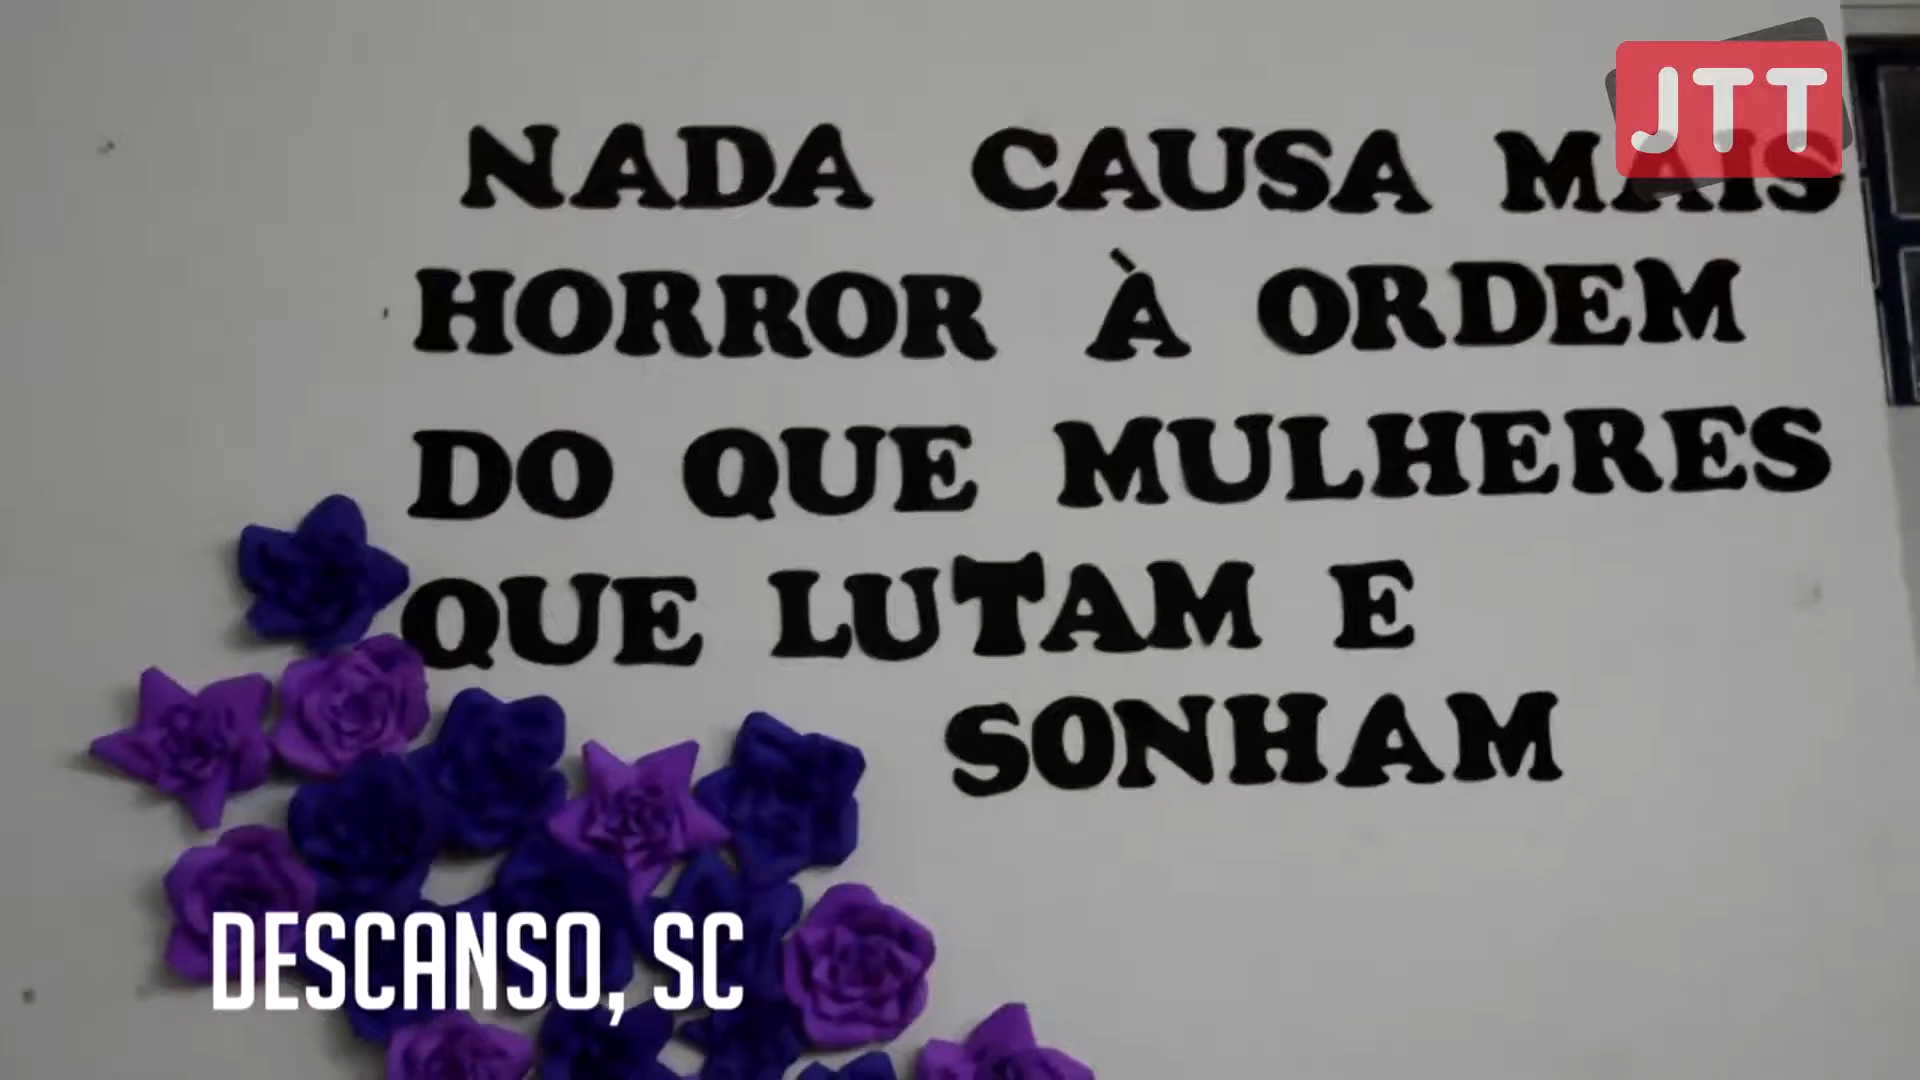 JTT
NADA CAUSA MAIS
HORROR À ORDEM
DO QUE MULHERES
QUE LUTAM E
SONHAM
DESCANSO, SC